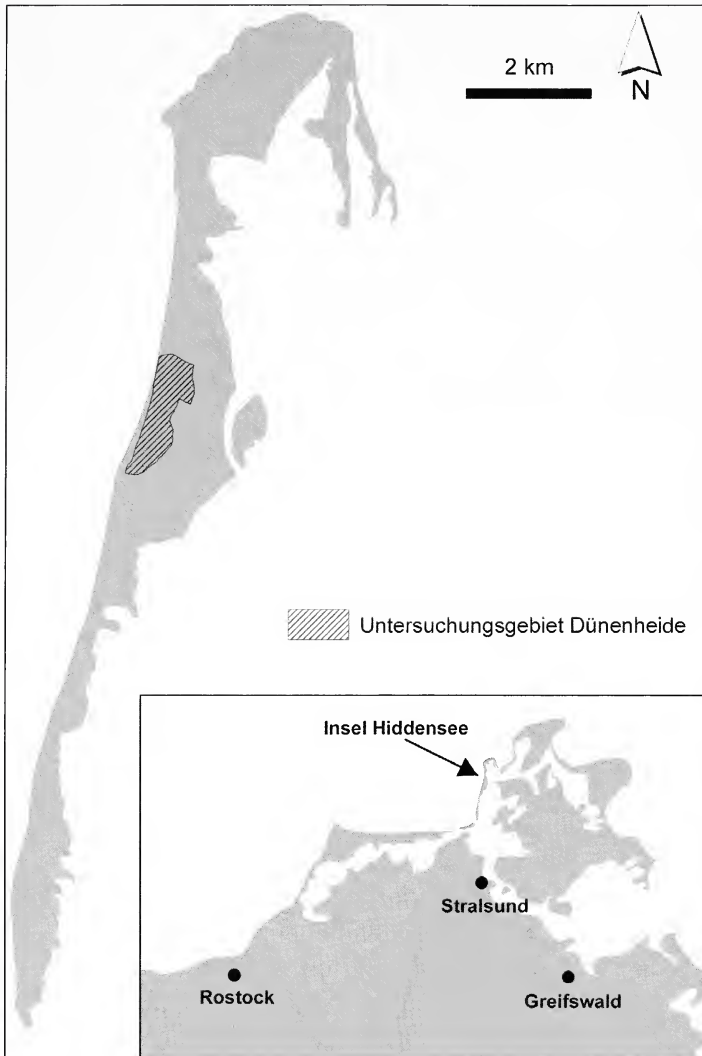 2 km
N
Untersuchungsgebiet Dünenheide
Insel Hiddensee
Stralsund
Rostock
Greifswald